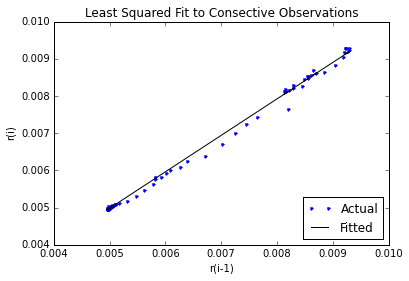 Least Squared Fit to Consective Observations
0.010
0.009
0.008
0.007
0.006
0.005
0.004
r(i)
0.004
0.005
0.006
0.007
0.008
0.009
0.010
r(i-1)
Actual
Fitted